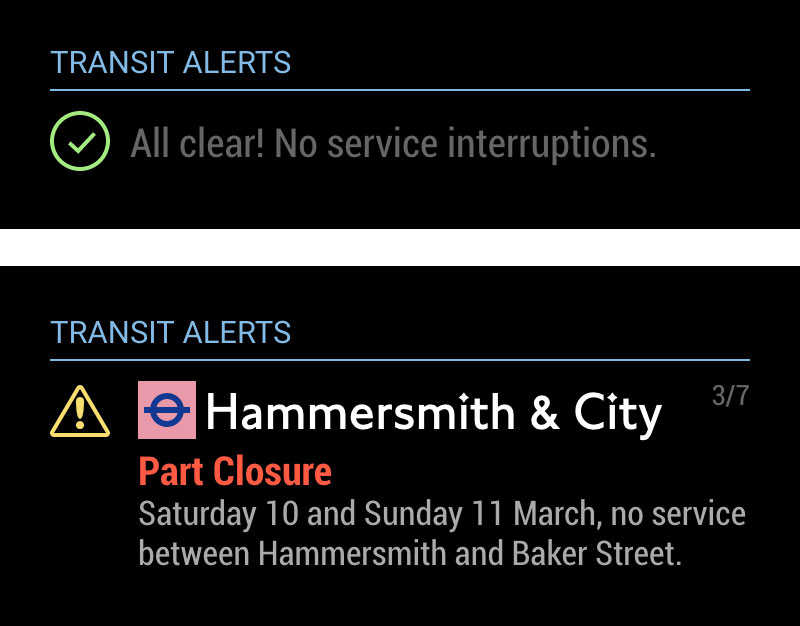 TRANSIT ALERTS
All clear! No service interruptions.
TRANSIT ALERTS
Hammersmith & City 3/7
Part Closure
Saturday 10 and Sunday 11 March, no service
between Hammersmith and Baker Street.